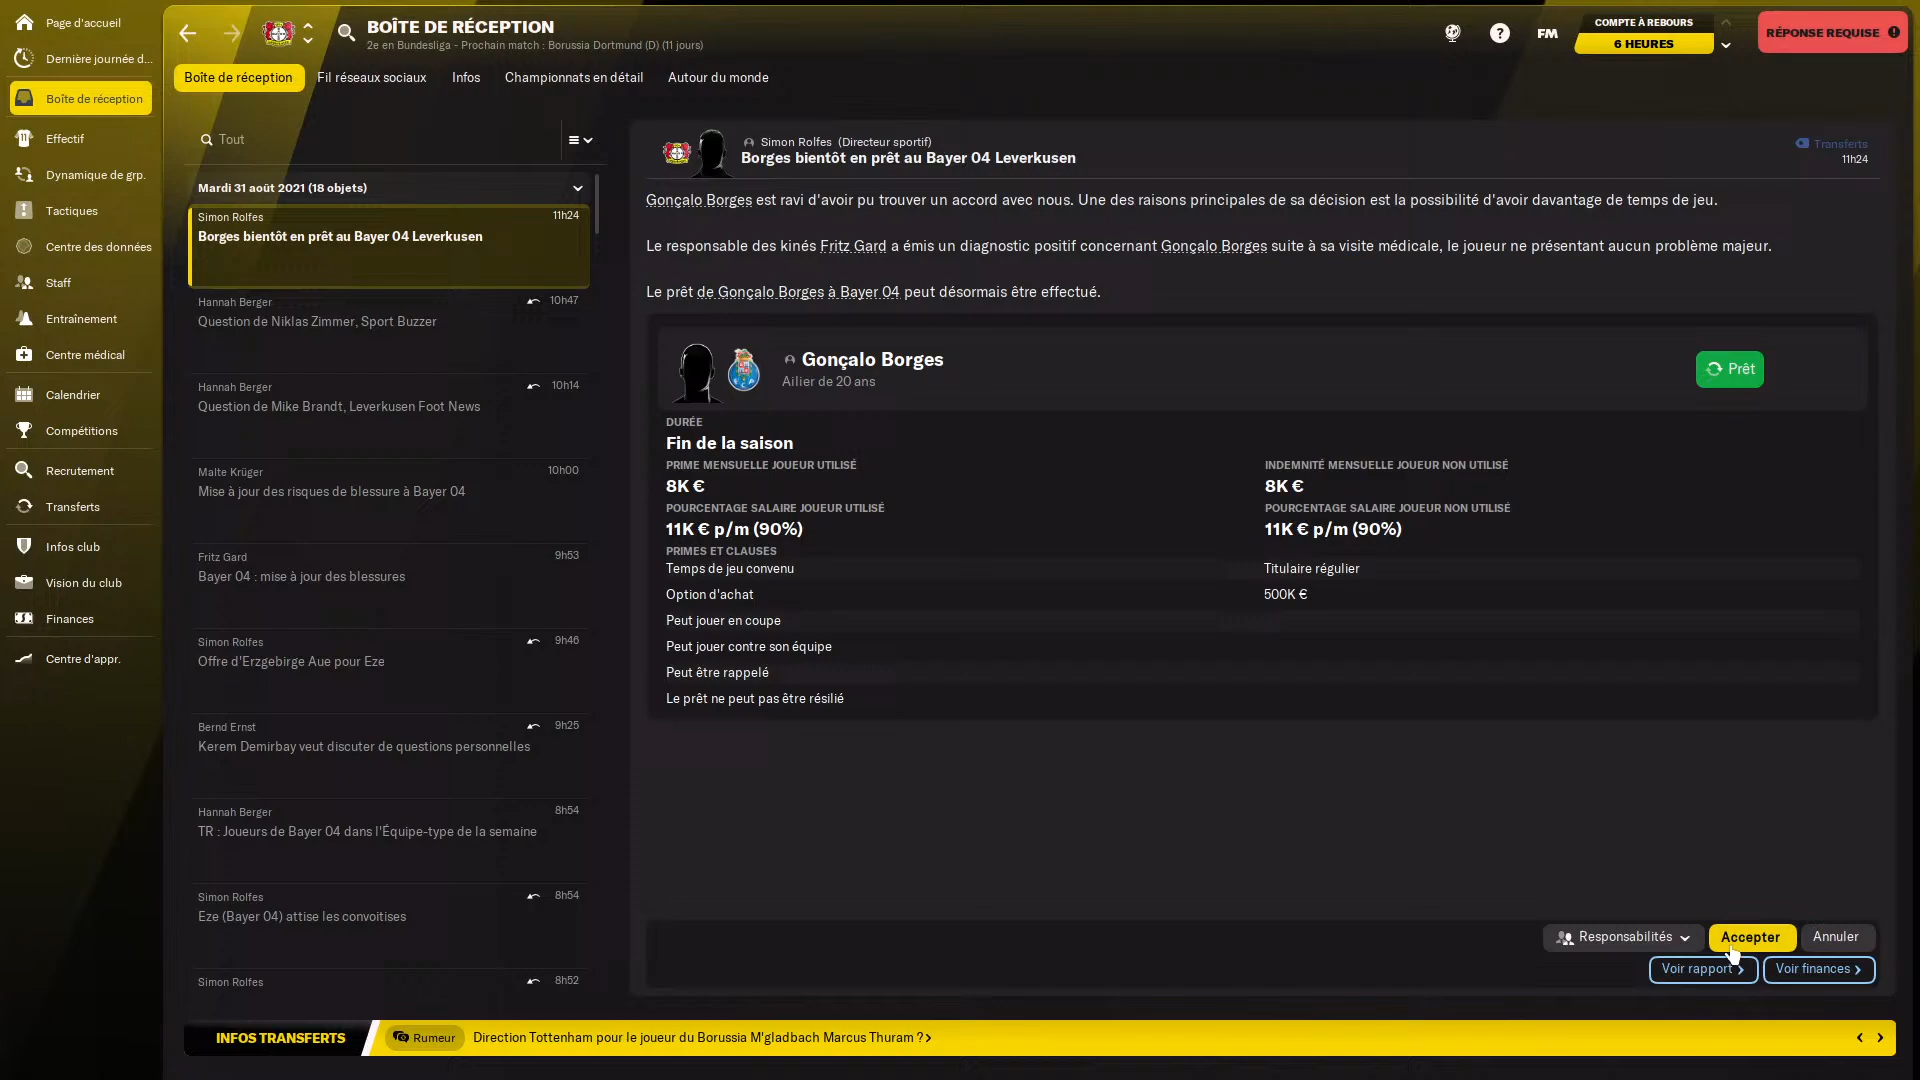 Page d'accueil
Dernière journée d...
Boîte de réception
Effectif
Dynamique de grp.
Tactiques
Centre des données
Staff
Entraînement
Centre médical
Calendrier
Compétitions
Recrutement
Transferts
Infos club
Vision du club
Finances
Centre d'appr.
BOÎTE DE RÉCEPTION
2e en Bundesliga - Prochain match : Borussia Dortmund (D) (11 jours)
FM
COMPTE À REBOURS
6 HEURES
RÉPONSE REQUISE
Boîte de réception
Fil réseaux sociaux
Infos
Championnats en détail
Autour du monde
Tout
Mardi 31 août 2021 (18 objets)
Simon Rolfes 11h24
Borges bientôt en prêt au Bayer 04 Leverkusen
Hannah Berger 10h47
Question de Niklas Zimmer, Sport Buzzer
Hannah Berger 10h14
Question de Mike Brandt, Leverkusen Foot News
Malte Krüger 10h00
Mise à jour des risques de blessure à Bayer 04
Fritz Gard 9h53
Bayer 04 : mise à jour des blessures
Simon Rolfes 9h46
Offre d'Erzgebirge Aue pour Eze
Bernd Ernst 9h25
Kerem Demirbay veut discuter de questions personnelles
Hannah Berger 8h54
TR : Joueurs de Bayer 04 dans l'Équipe-type de la semaine
Simon Rolfes 8h54
Eze (Bayer 04) attise les convoitises
Simon Rolfes 8h52
Simon Rolfes (Directeur sportif)
Borges bientôt en prêt au Bayer 04 Leverkusen
Transferts
11h24
Gonçalo Borges est ravi d'avoir pu trouver un accord avec nous. Une des raisons principales de sa décision est la possibilité d'avoir davantage de temps de jeu.
Le responsable des kinés Fritz Gard a émis un diagnostic positif concernant Gonçalo Borges suite à sa visite médicale, le joueur ne présentant aucun problème majeur.
Le prêt de Gonçalo Borges à Bayer 04 peut désormais être effectué.
Gonçalo Borges
Ailier de 20 ans
Prêt
DURÉE
Fin de la saison
PRIME MENSUELLE JOUEUR UTILISÉ
8K €
INDEMNITÉ MENSUELLE JOUEUR NON UTILISÉ
8K €
POURCENTAGE SALAIRE JOUEUR UTILISÉ
11K € p/m (90%)
POURCENTAGE SALAIRE JOUEUR NON UTILISÉ
11K € p/m (90%)
PRIMES ET CLAUSES
Temps de jeu convenu Titulaire régulier
Option d'achat 500K €
Peut jouer en coupe
Peut jouer contre son équipe
Peut être rappelé
Le prêt ne peut pas être résilié
Responsabilités
Accepter
Annuler
Voir rapport
Voir finances
INFOS TRANSFERTS
Rumeur
Direction Tottenham pour le joueur du Borussia M'gladbach Marcus Thuram ?